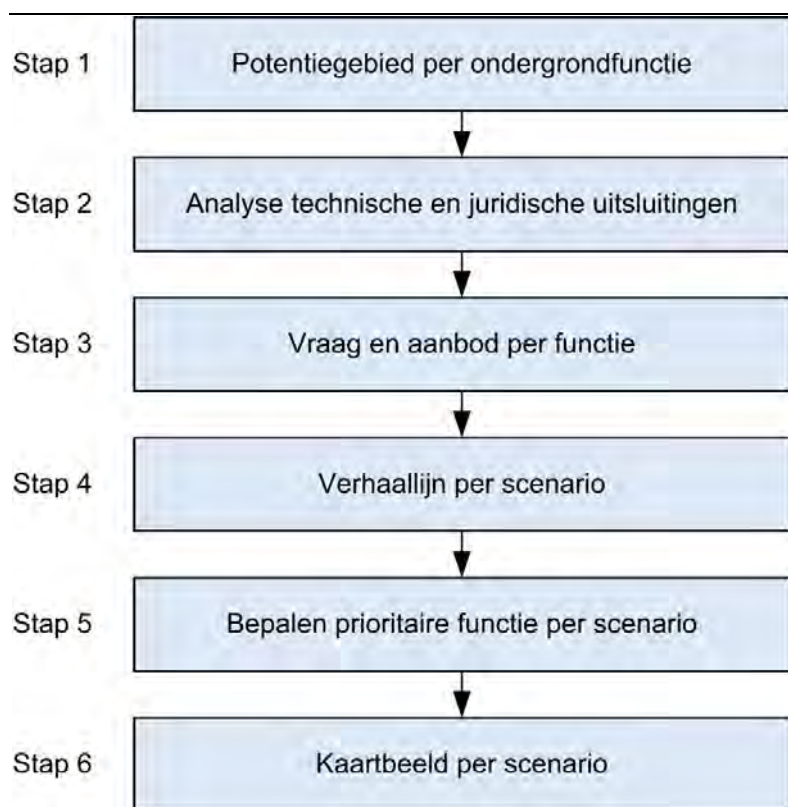 Stap 1 Potentiegebied per ondergrondfunctie
Stap 2 Analyse technische en juridische uitsluitingen
Stap 3 Vraag en aanbod per functie
Stap 4 Verhaallijn per scenario
Stap 5 Bepalen prioritaire functie per scenario
Stap 6 Kaartbeeld per scenario